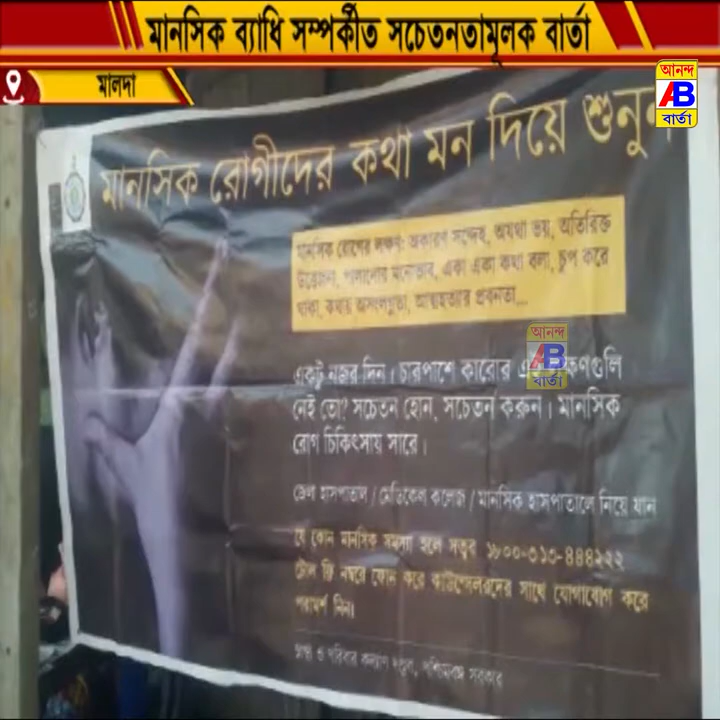 মানসিক ব্যাধি সম্পর্কীত সচেতনতামূলক বার্তা
মালদা
আনন্দ
AB
বার্তা
মানসিক রোগীদের কথা মন দিয়ে শুনুন
মানসিক রোগের লক্ষণ: অকারণ সন্দেহ, অযথা ভয়, অতিরিক্ত
উত্তেজনা, পালানোর মনোভাব, একা একা কথা বলা, চুপ করে
থাকা, কথায় অসংলগ্নতা, আত্মহত্যার প্রবনতা...
আনন্দ
AB
বার্তা
একটু নজর দিন। চারপাশে কারোর এই লক্ষণগুলি
নেই তো? সচেতন হোন, সচেতন করুন। মানসিক
রোগ চিকিৎসায় সারে।
জেলা হাসপাতাল / মেডিকেল কলেজ / মানসিক হাসপাতালে নিয়ে যান
যে কোন মানসিক সমস্যা হলে সত্বর ১৮০০-৩১৩-৪৪৪২২২
টোল ফ্রি নম্বরে ফোন করে কাউন্সেলরদের সাথে যোগাযোগ করে
পরামর্শ নিন।
স্বাস্থ্য ও পরিবার কল্যাণ দপ্তর, পশ্চিমবঙ্গ সরকার